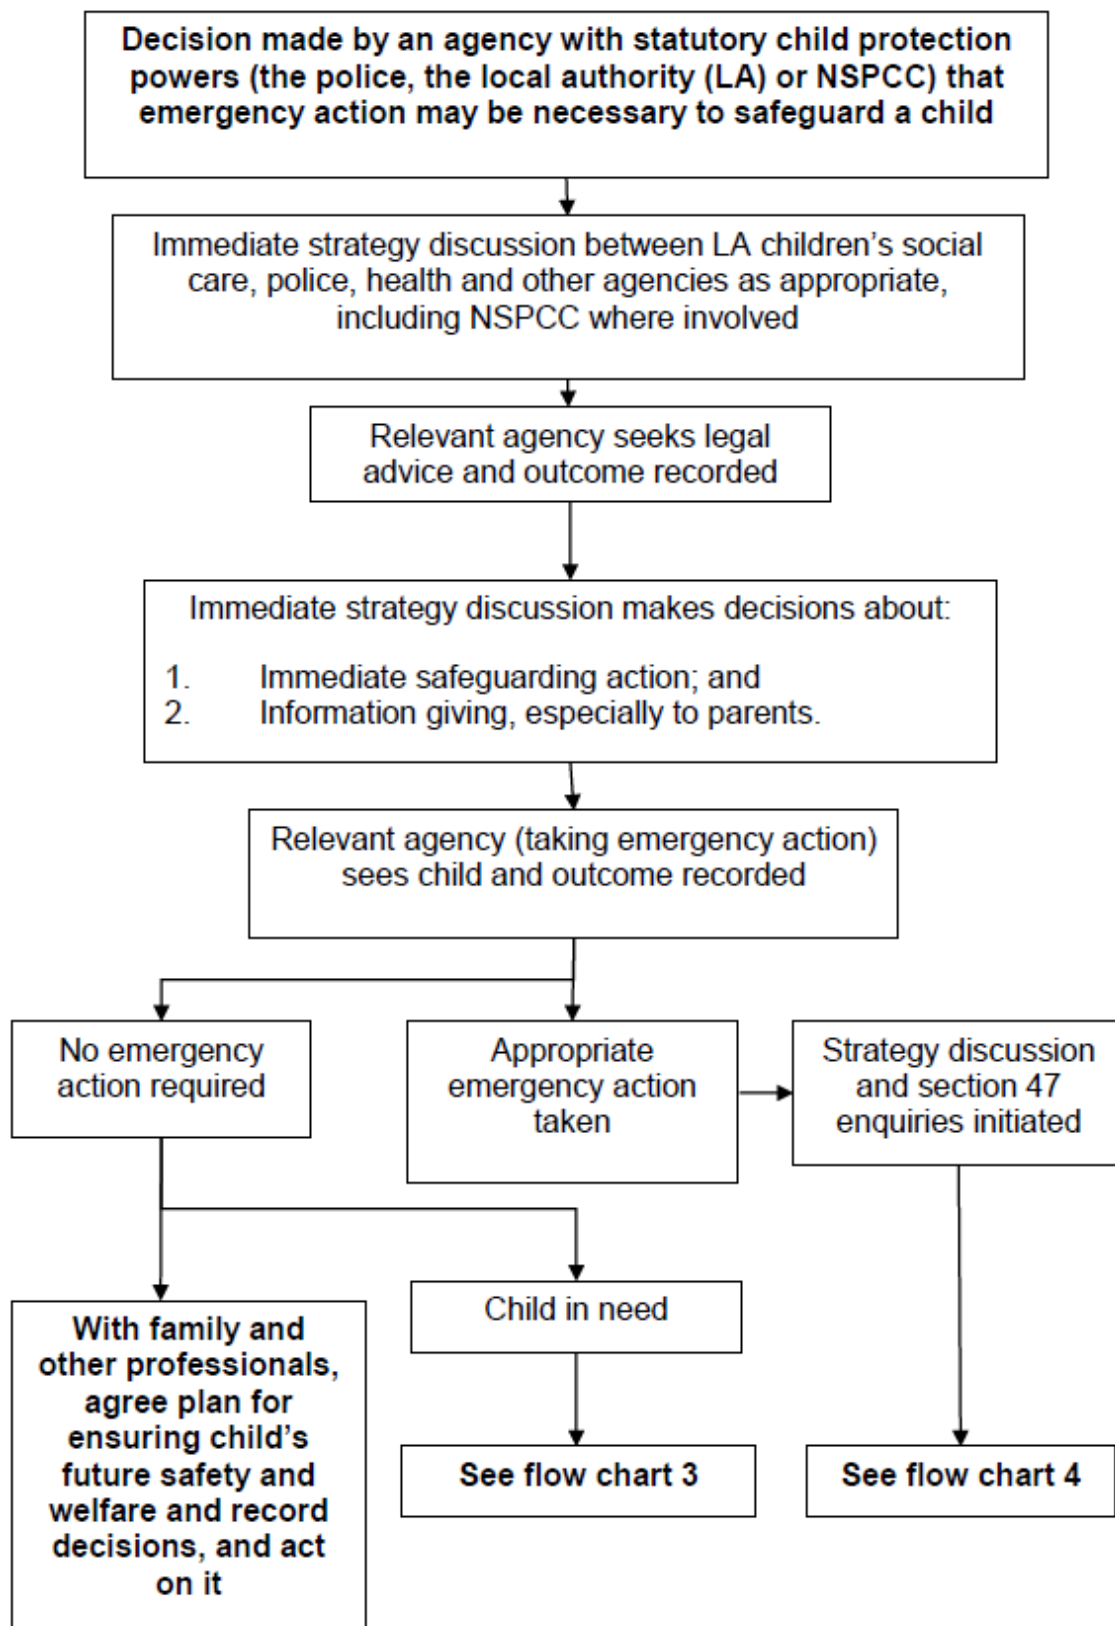 Decision made by an agency with statutory child protection
powers (the police, the local authority (LA) or NSPCC) that
emergency action may be necessary to safeguard a child
Immediate strategy discussion between LA children's social
care, police, health and other agencies as appropriate,
including NSPCC where involved
Relevant agency seeks legal
advice and outcome recorded
Immediate strategy discussion makes decisions about:
1. Immediate safeguarding action; and
2. Information giving, especially to parents.
Relevant agency (taking emergency action)
sees child and outcome recorded
No emergency
action required
Appropriate
emergency action
taken
Strategy discussion
and section 47
enquiries initiated
With family and
other professionals,
agree plan for
ensuring child's
future safety and
welfare and record
decisions, and act
on it
Child in need
See flow chart 3
See flow chart 4